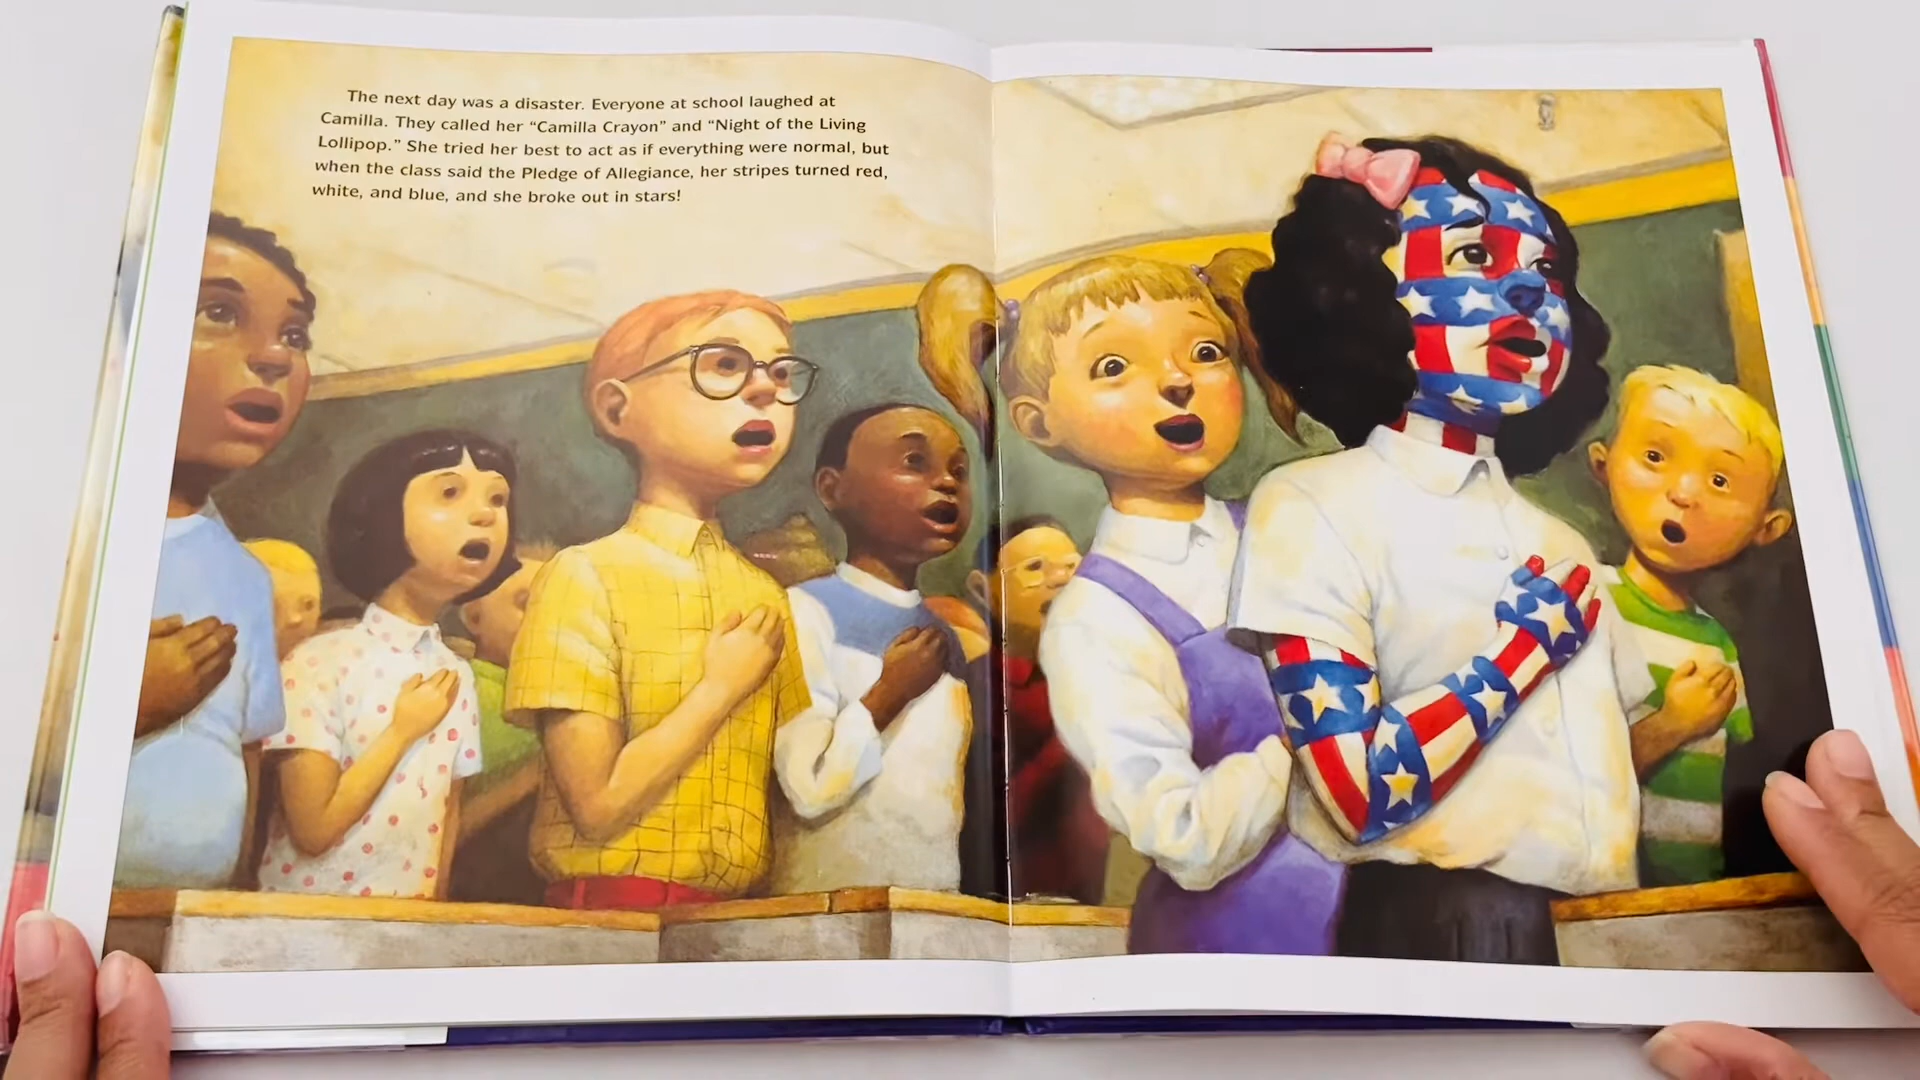 The next day was a disaster. Everyone at school laughed at
Camilla. They called her “Camilla Crayon” and “Night of the Living
Lollipop.” She tried her best to act as if everything were normal, but
when the class said the Pledge of Allegiance, her stripes turned red,
white, and blue, and she broke out in stars!